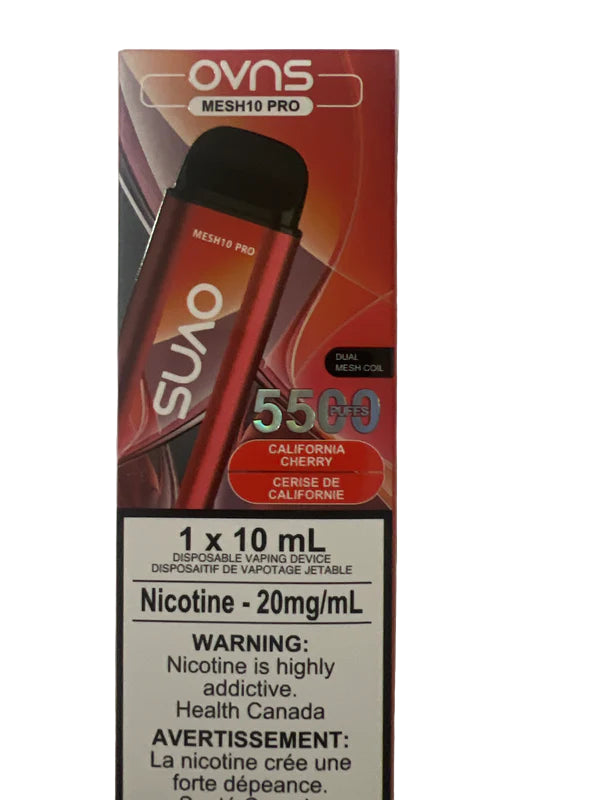 OVNS
MESH10 PRO
MESH10 PRO
OVNS
DUAL
MESH COIL
5500
PUFFS
CALIFORNIA
CHERRY
CERISE DE
CALIFORNIE
1 x 10 mL
DISPOSABLE VAPING DEVICE
DISPOSAITIF DE VAPOTAGE JETABLE
Nicotine - 20mg/mL
WARNING:
Nicotine is highly
addictive.
Health Canada
AVERTISSEMENT:
La nicotine crée une
forte dépeance.